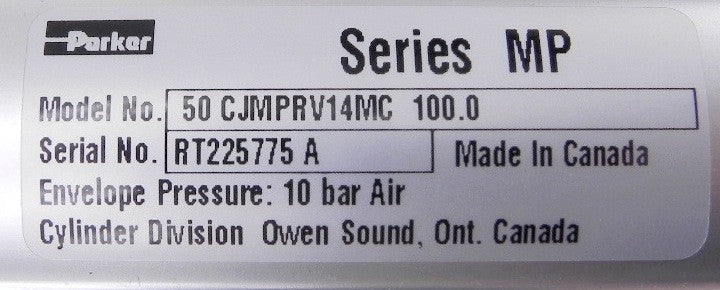 Parker
Series MP
Model No. 50 CJMPRV14MC 100.0
Serial No. RT225775 A Made In Canada
Envelope Pressure: 10 bar Air
Cylinder Division Owen Sound, Ont. Canada